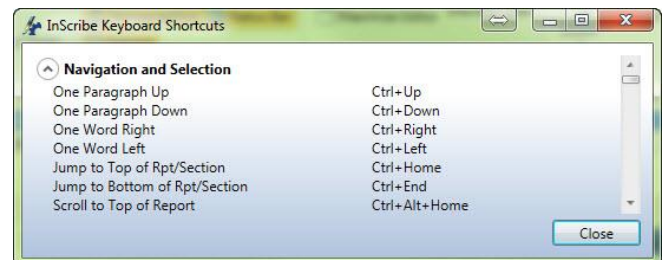 InScribe Keyboard Shortcuts
Navigation and Selection
One Paragraph Up Ctrl+Up
One Paragraph Down Ctrl+Down
One Word Right Ctrl+Right
One Word Left Ctrl+Left
Jump to Top of Rpt/Section Ctrl+Home
Jump to Bottom of Rpt/Section Ctrl+End
Scroll to Top of Report Ctrl+Alt+Home
Close